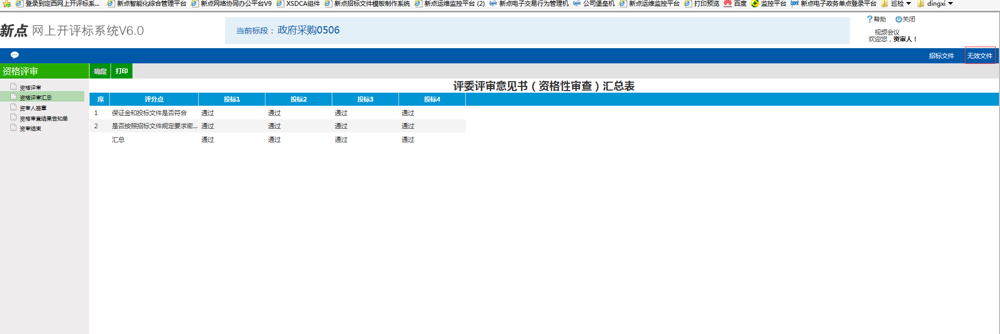 登录到定西网上开评标系... 新点智能化综合管理平台 新点网络协同办公平台V9 XSDCA组件 新点招标文件模板制作系统 新点运维监控平台 (2) 新点电子交易行为管理机 公司堡垒机 新点运维监控平台 打印预览 百度 监控平台 新点电子政务单点登录平台 巡检 dingxi
新点 网上开评标系统V6.0
当前标段： 政府采购0506
帮助 关闭
视频会议
欢迎您，资审人！
招标文件 无效文件
资格评审
确定 打印
资格评审
资格评审汇总
资审人签章
资格审查结果告知单
资审结束
评委评审意见书（资格性审查）汇总表
序 评分点 投标1 投标2 投标3 投标4
1 保证金和投标文件是否符合 通过 通过 通过 通过
2 是否按照招标文件规定要求密... 通过 通过 通过 通过
汇总 通过 通过 通过 通过